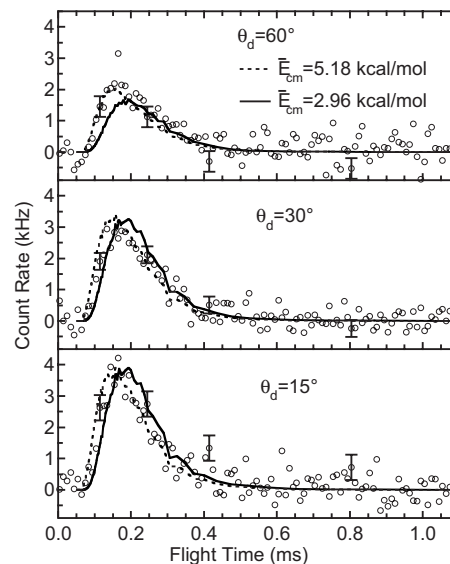 θd=60°
Ēcm=5.18 kcal/mol
Ēcm=2.96 kcal/mol
4
3
2
1
0
θd=30°
4
3
2
1
0
Count Rate (kHz)
θd=15°
4
3
2
1
0
0.0 0.2 0.4 0.6 0.8 1.0
Flight Time (ms)